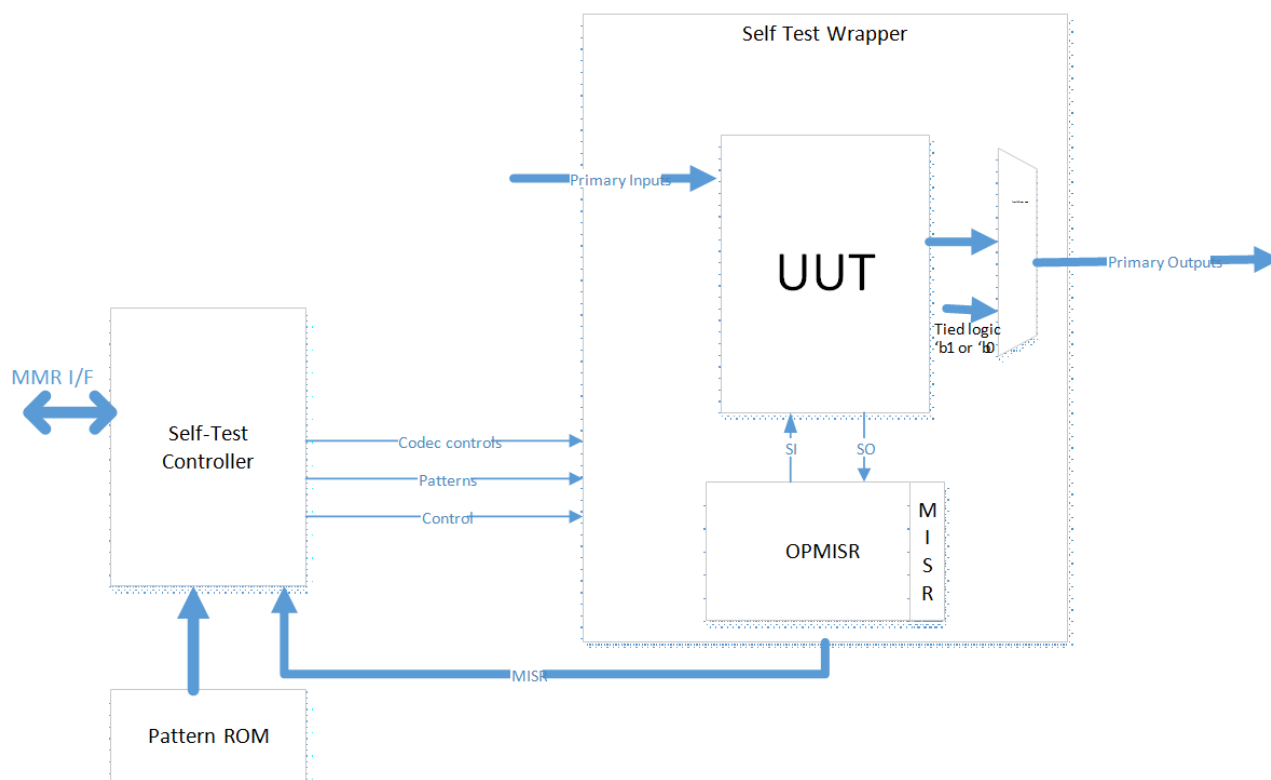 Self Test Wrapper
Primary Inputs
UUT
Primary Outputs
Tied logic
‘b1 or ‘b0
MMR I/F
Self-Test
Controller
Codec controls
Patterns
Control
SI
SO
OPMISR
M
I
S
R
MISR
Pattern ROM